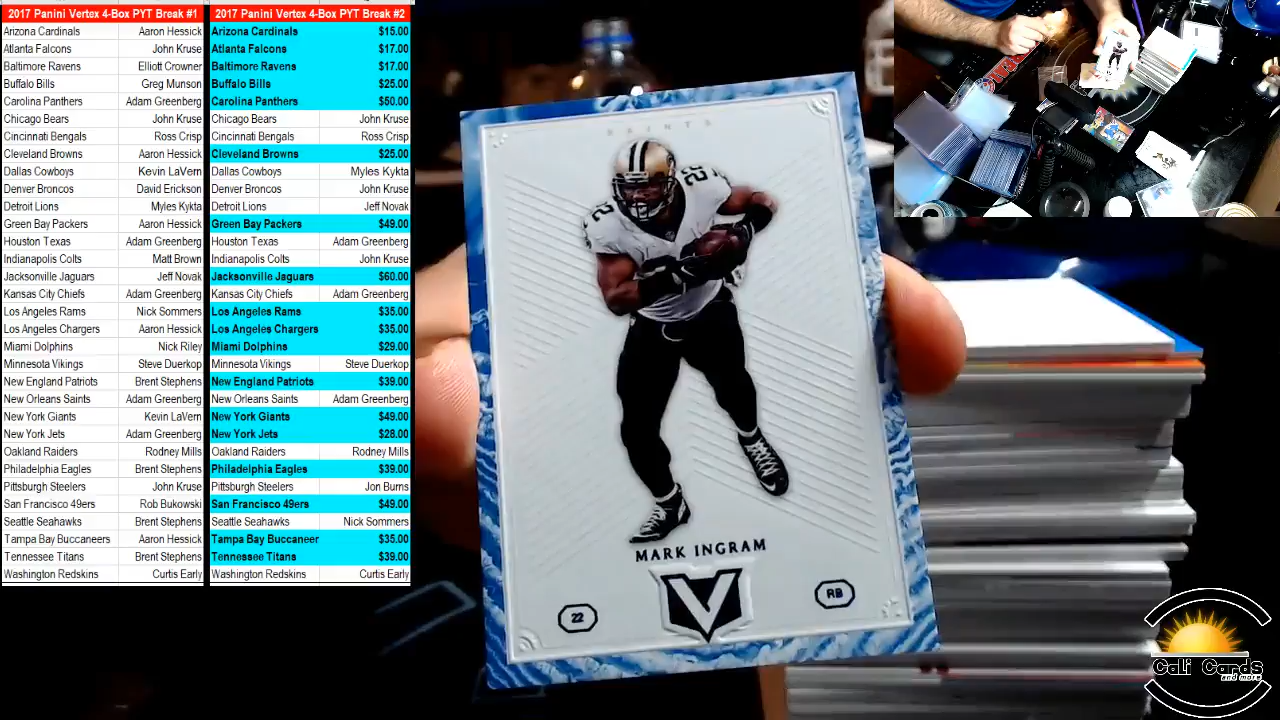 2017 Panini Vertex 4-Box PYT Break #1
Arizona Cardinals Aaron Hessick
Atlanta Falcons John Kruse
Baltimore Ravens Elliott Crowner
Buffalo Bills Greg Munson
Carolina Panthers Adam Greenberg
Chicago Bears John Kruse
Cincinnati Bengals Ross Crisp
Cleveland Browns Aaron Hessick
Dallas Cowboys Kevin LaVern
Denver Broncos David Erickson
Detroit Lions Myles Kykta
Green Bay Packers Aaron Hessick
Houston Texas Adam Greenberg
Indianapolis Colts Matt Brown
Jacksonville Jaguars Jeff Novak
Kansas City Chiefs Adam Greenberg
Los Angeles Rams Nick Sommers
Los Angeles Chargers Aaron Hessick
Miami Dolphins Nick Riley
Minnesota Vikings Steve Duerkop
New England Patriots Brent Stephens
New Orleans Saints Adam Greenberg
New York Giants Kevin LaVern
New York Jets Adam Greenberg
Oakland Raiders Rodney Mills
Philadelphia Eagles Brent Stephens
Pittsburgh Steelers John Kruse
San Francisco 49ers Rob Bukowski
Seattle Seahawks Brent Stephens
Tampa Bay Buccaneers Aaron Hessick
Tennessee Titans Brent Stephens
Washington Redskins Curtis Early
2017 Panini Vertex 4-Box PYT Break #2
Arizona Cardinals $15.00
Atlanta Falcons $17.00
Baltimore Ravens $17.00
Buffalo Bills $25.00
Carolina Panthers $50.00
Chicago Bears John Kruse
Cincinnati Bengals Ross Crisp
Cleveland Browns $25.00
Dallas Cowboys Myles Kykta
Denver Broncos John Kruse
Detroit Lions Jeff Novak
Green Bay Packers $49.00
Houston Texas Adam Greenberg
Indianapolis Colts John Kruse
Jacksonville Jaguars $60.00
Kansas City Chiefs Adam Greenberg
Los Angeles Rams $35.00
Los Angeles Chargers $35.00
Miami Dolphins $29.00
Minnesota Vikings Steve Duerkop
New England Patriots $39.00
New Orleans Saints Adam Greenberg
New York Giants $49.00
New York Jets $28.00
Oakland Raiders Rodney Mills
Philadelphia Eagles $39.00
Pittsburgh Steelers Jon Burns
San Francisco 49ers $49.00
Seattle Seahawks Nick Sommers
Tampa Bay Buccaneer $35.00
Tennessee Titans $39.00
Washington Redskins Curtis Early
SAINTS
22
22
MARK INGRAM
V
22 RB
Cali Cards
and more